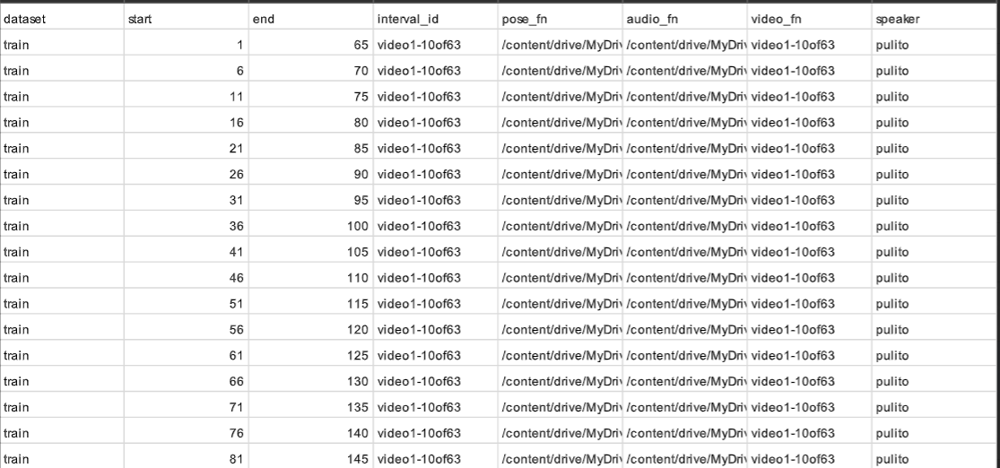 dataset start end interval_id pose_fn audio_fn video_fn speaker
train 1 65 video1-10of63 /content/drive/MyDriv /content/drive/MyDriv video1-10of63 pulito
train 6 70 video1-10of63 /content/drive/MyDriv /content/drive/MyDriv video1-10of63 pulito
train 11 75 video1-10of63 /content/drive/MyDriv /content/drive/MyDriv video1-10of63 pulito
train 16 80 video1-10of63 /content/drive/MyDriv /content/drive/MyDriv video1-10of63 pulito
train 21 85 video1-10of63 /content/drive/MyDriv /content/drive/MyDriv video1-10of63 pulito
train 26 90 video1-10of63 /content/drive/MyDriv /content/drive/MyDriv video1-10of63 pulito
train 31 95 video1-10of63 /content/drive/MyDriv /content/drive/MyDriv video1-10of63 pulito
train 36 100 video1-10of63 /content/drive/MyDriv /content/drive/MyDriv video1-10of63 pulito
train 41 105 video1-10of63 /content/drive/MyDriv /content/drive/MyDriv video1-10of63 pulito
train 46 110 video1-10of63 /content/drive/MyDriv /content/drive/MyDriv video1-10of63 pulito
train 51 115 video1-10of63 /content/drive/MyDriv /content/drive/MyDriv video1-10of63 pulito
train 56 120 video1-10of63 /content/drive/MyDriv /content/drive/MyDriv video1-10of63 pulito
train 61 125 video1-10of63 /content/drive/MyDriv /content/drive/MyDriv video1-10of63 pulito
train 66 130 video1-10of63 /content/drive/MyDriv /content/drive/MyDriv video1-10of63 pulito
train 71 135 video1-10of63 /content/drive/MyDriv /content/drive/MyDriv video1-10of63 pulito
train 76 140 video1-10of63 /content/drive/MyDriv /content/drive/MyDriv video1-10of63 pulito
train 81 145 video1-10of63 /content/drive/MyDriv /content/drive/MyDriv video1-10of63 pulito